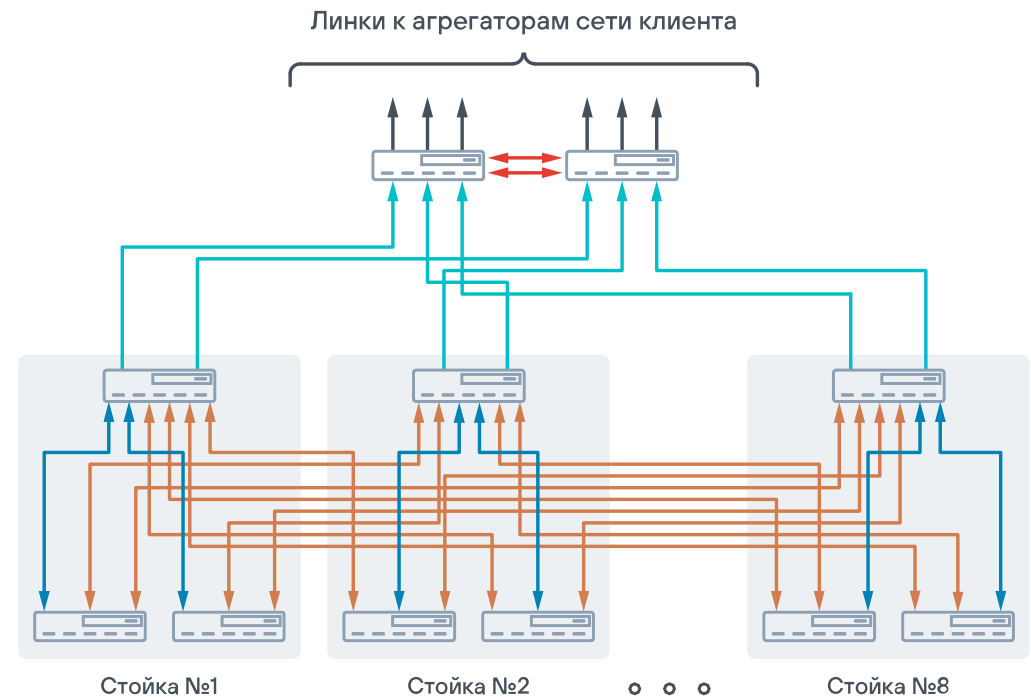 Линки к агрегаторам сети клиента
Стойка №1
Стойка №2
Стойка №8